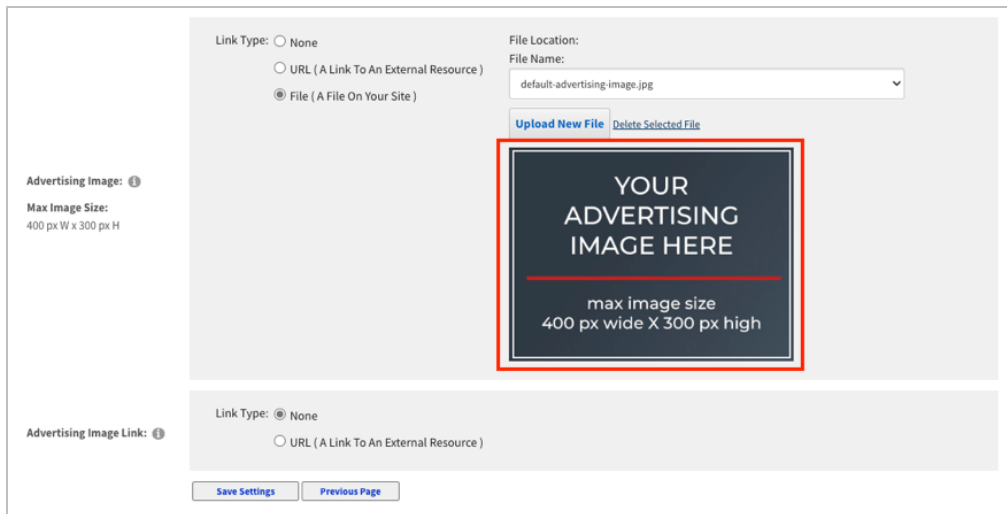 Link Type: None
URL ( A Link To An External Resource )
File ( A File On Your Site )
File Location:
File Name:
default-advertising-image.jpg
Upload New File Delete Selected File
Advertising Image:
Max Image Size:
400 px W x 300 px H
YOUR
ADVERTISING
IMAGE HERE
max image size
400 px wide X 300 px high
Advertising Image Link:
Link Type: None
URL ( A Link To An External Resource )
Save Settings Previous Page